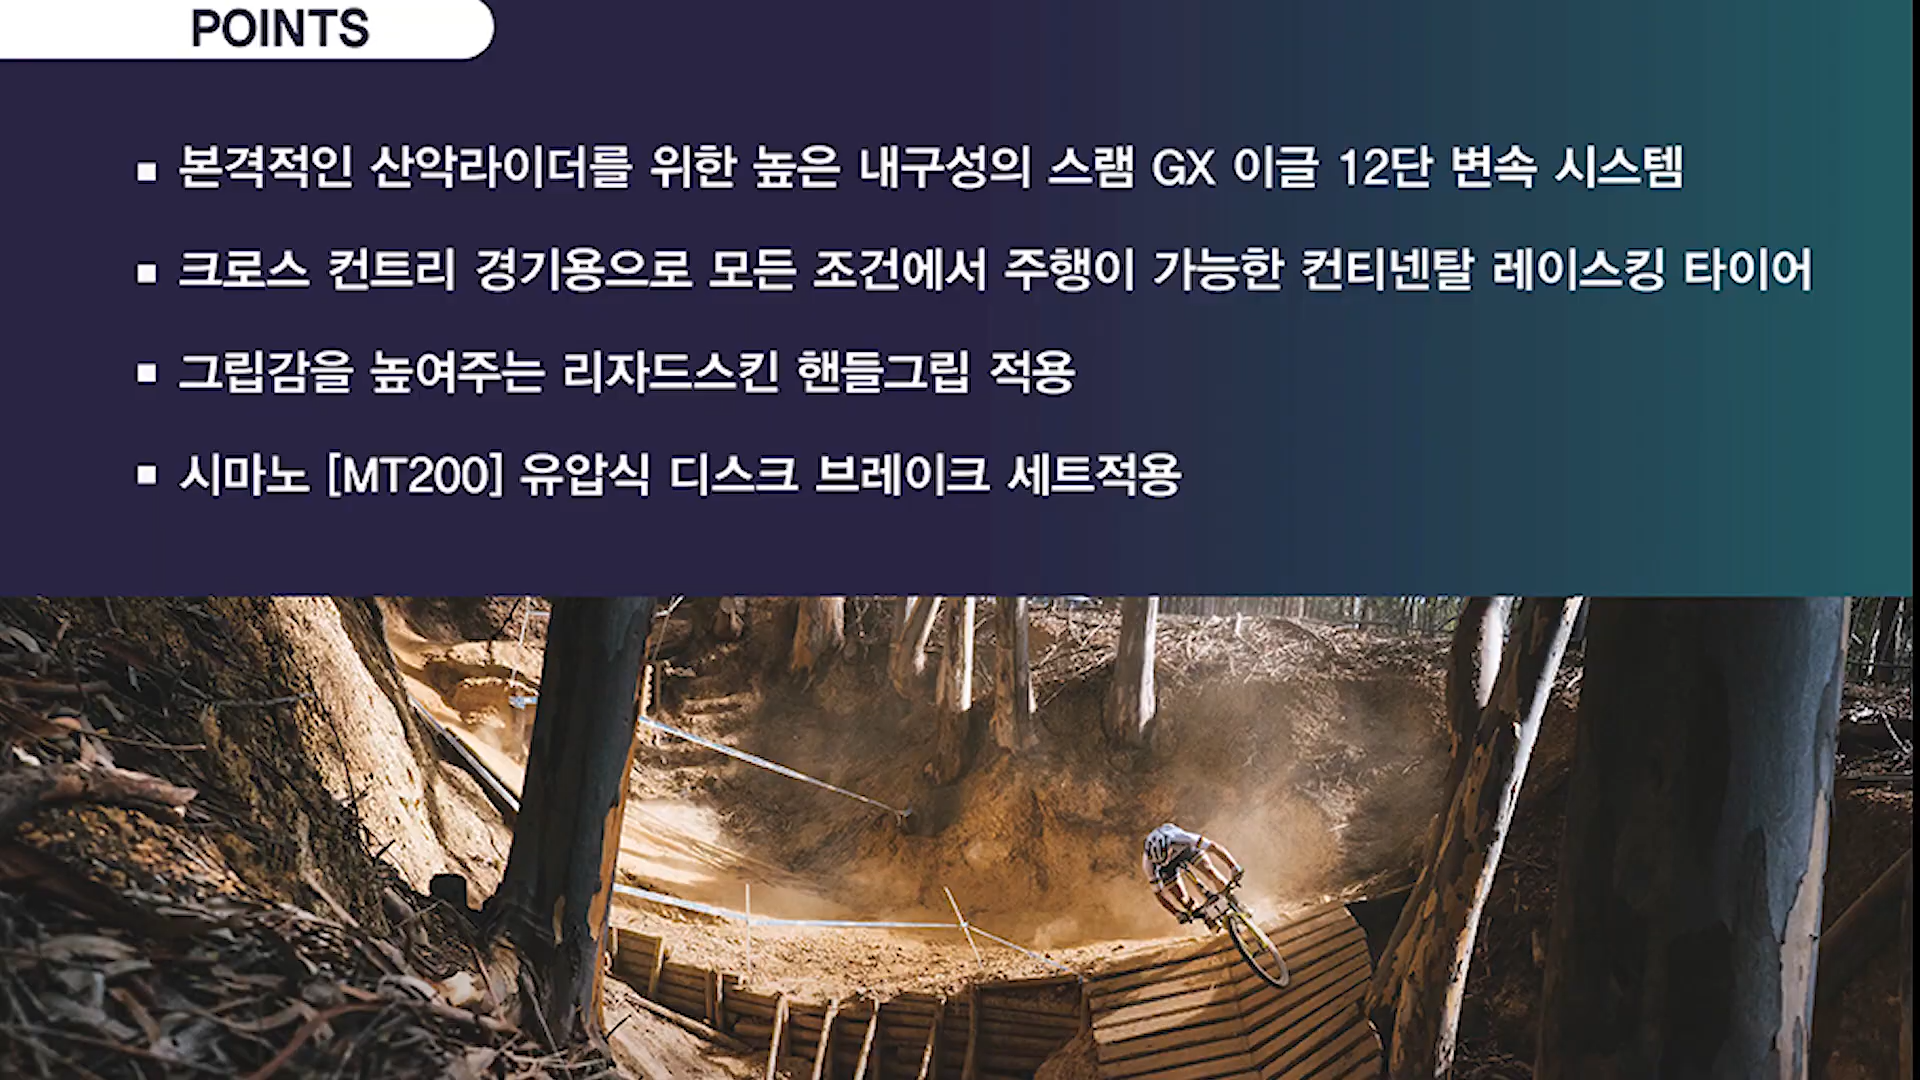 POINTS
▪ 본격적인 산악라이더를 위한 높은 내구성의 스램 GX 이글 12단 변속 시스템
▪ 크로스 컨트리 경기용으로 모든 조건에서 주행이 가능한 컨티넨탈 레이스킹 타이어
▪ 그립감을 높여주는 리자드스킨 핸들그립 적용
▪ 시마노 [MT200] 유압식 디스크 브레이크 세트적용